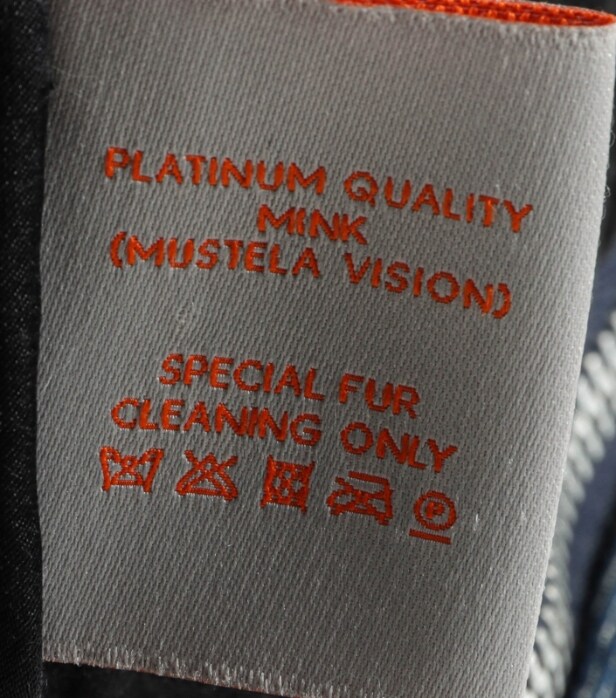 PLATINUM QUALITY
MINK
(MUSTELA VISION)
SPECIAL FUR
CLEANING ONLY
P